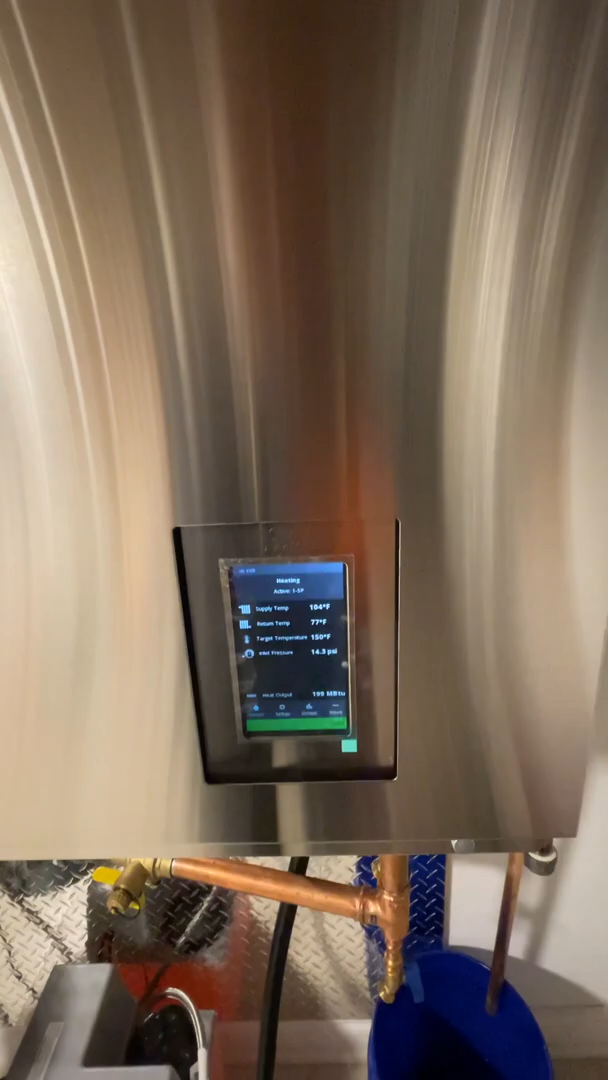 Heating
Active: 1-SP
Supply Temp 104°F
Return Temp 77°F
Target Temperature 150°F
Inlet Pressure 14.3 psi
Heat Output 199 MBtu